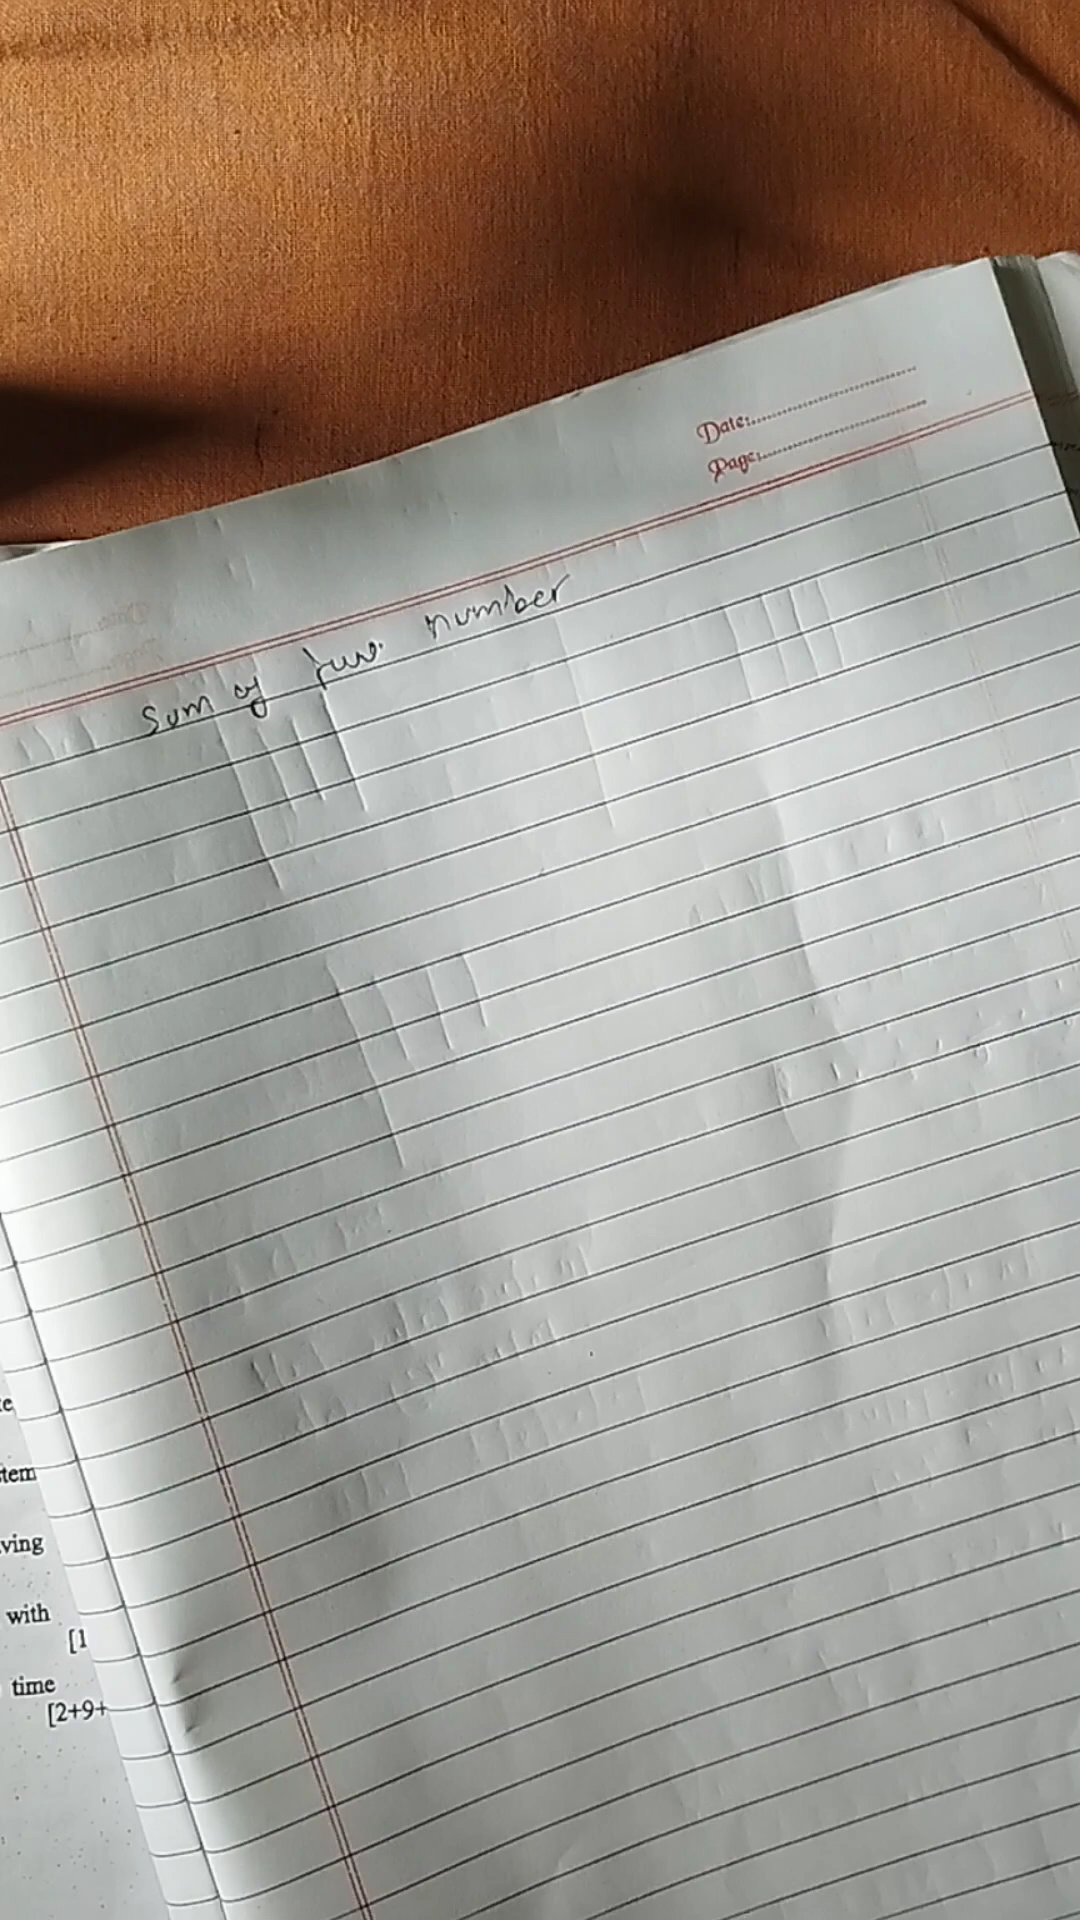 Date:
Page:
Sum of two number
te
stem
ving
with
[1
time
[2+9+